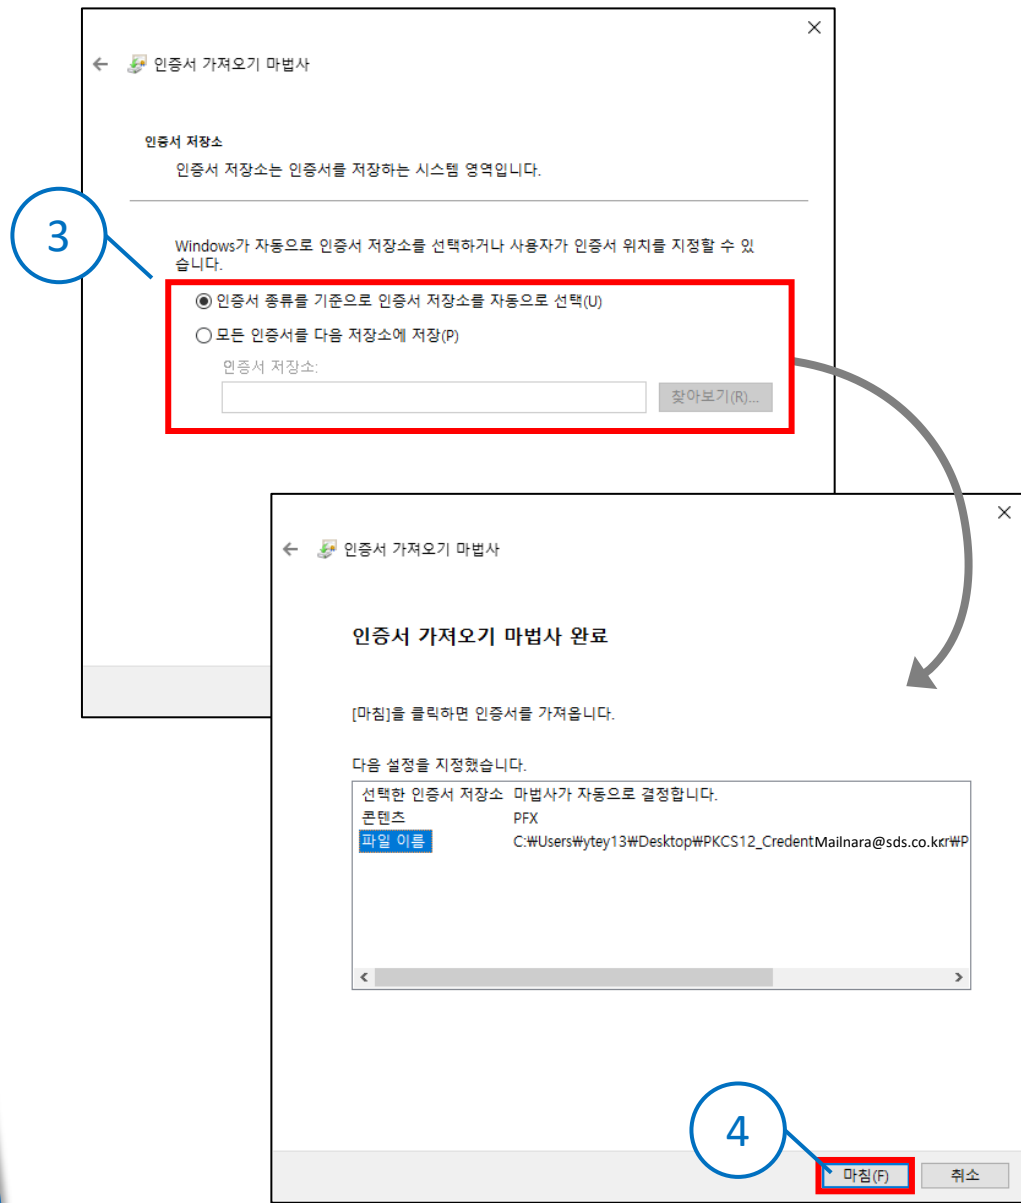 인증서 가져오기 마법사
인증서 저장소
인증서 저장소는 인증서를 저장하는 시스템 영역입니다.
3
Windows가 자동으로 인증서 저장소를 선택하거나 사용자가 인증서 위치를 지정할 수 있
습니다.
인증서 종류를 기준으로 인증서 저장소를 자동으로 선택(U)
모든 인증서를 다음 저장소에 저장(P)
인증서 저장소:
찾아보기(R)...
인증서 가져오기 마법사
인증서 가져오기 마법사 완료
[마침]을 클릭하면 인증서를 가져옵니다.
다음 설정을 지정했습니다.
선택한 인증서 저장소 마법사가 자동으로 결정합니다.
콘텐츠 PFX
파일 이름 C:₩Users₩ytey13₩Desktop₩PKCS12_CredentMailnara@sds.co.krr₩P
4
마침(F) 취소